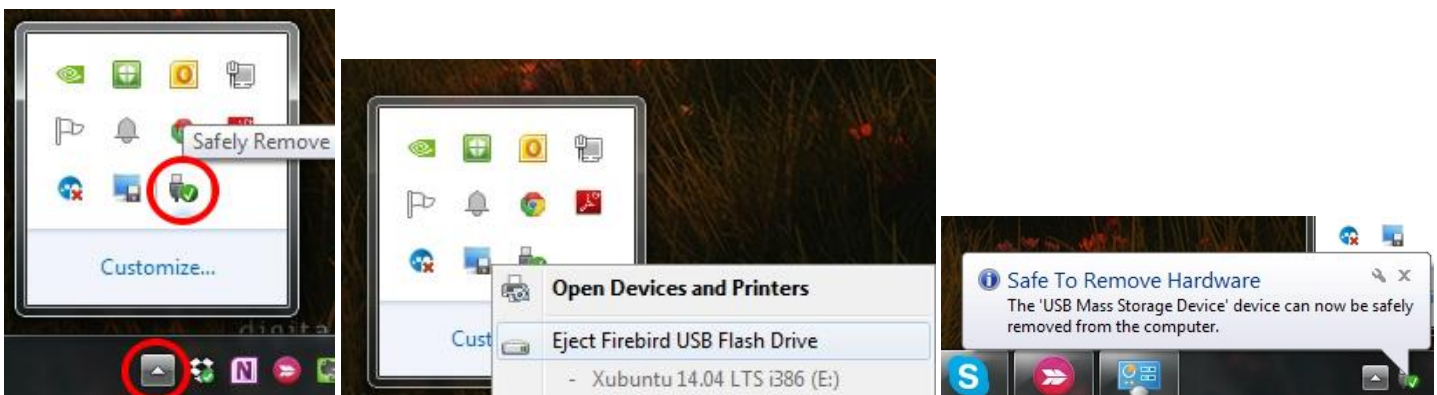 Safely Remove
Customize...
digita
N
Open Devices and Printers
Eject Firebird USB Flash Drive
- Xubuntu 14.04 LTS i386 (E:)
Cust
Safe To Remove Hardware
The 'USB Mass Storage Device' device can now be safely
removed from the computer.
S